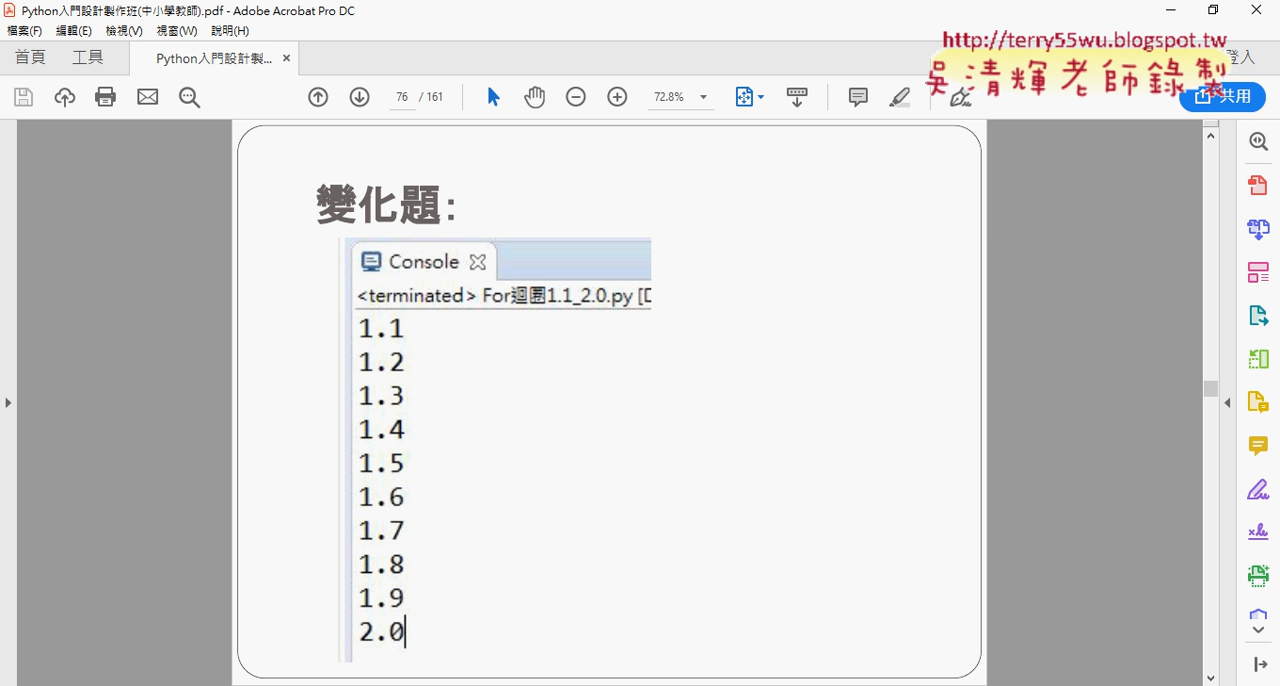 Python入門設計製作班(中小學教師).pdf - Adobe Acrobat Pro DC
檔案(F) 編輯(E) 檢視(V) 視窗(W) 說明(H)
http://terry55wu.blogspot.tw
首頁 工具 Python入門設計製... × 登入
吳清輝老師錄製
76 / 161 72.8% 共用
變化題:
Console
<terminated> For迴圈1.1_2.0.py [D
1.1
1.2
1.3
1.4
1.5
1.6
1.7
1.8
1.9
2.0